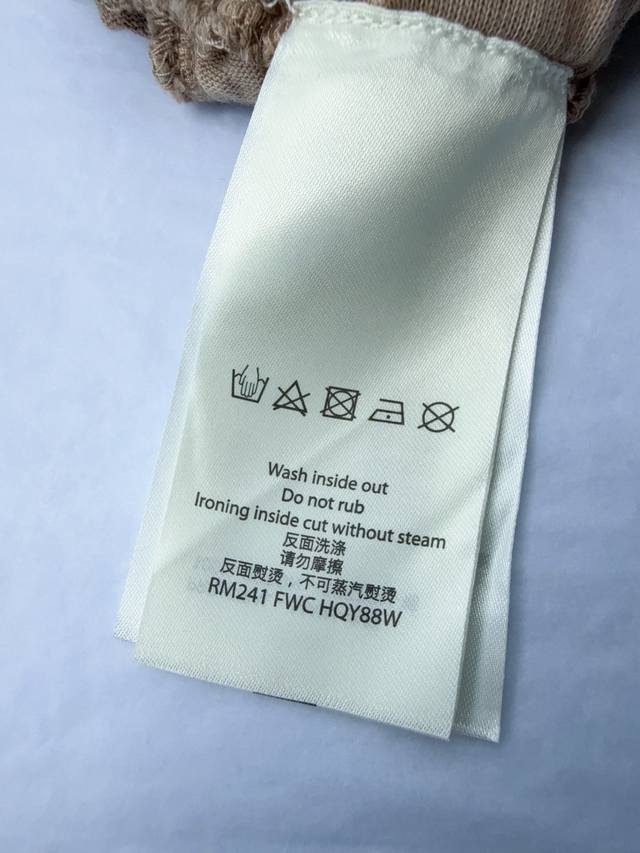 Wash inside out
Do not rub
Ironing inside cut without steam
反面洗涤
请勿摩擦
反面熨烫，不可蒸汽熨烫
RM241 FWC HQY88W